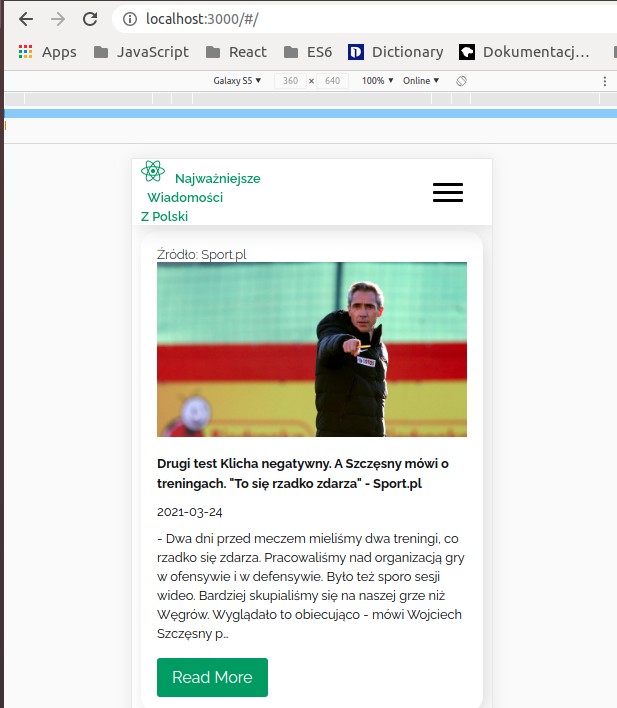 localhost:3000/#/
Apps JavaScript React ES6 Dictionary Dokumentacj...
Galaxy S5 ▼ 360 × 640 100% ▼ Online ▼
Najważniejsze
Wiadomości
Z Polski
Źródło: Sport.pl
Drugi test Klicha negatywny. A Szczęsny mówi o
treningach. "To się rzadko zdarza" - Sport.pl
2021-03-24
- Dwa dni przed meczem mieliśmy dwa treningi, co
rzadko się zdarza. Pracowaliśmy nad organizacją gry
w ofensywie i w defensywie. Było też sporo sesji
wideo. Bardziej skupialiśmy się na naszej grze niż
Węgrów. Wyglądało to obiecująco - mówi Wojciech
Szczęsny p…
Read More